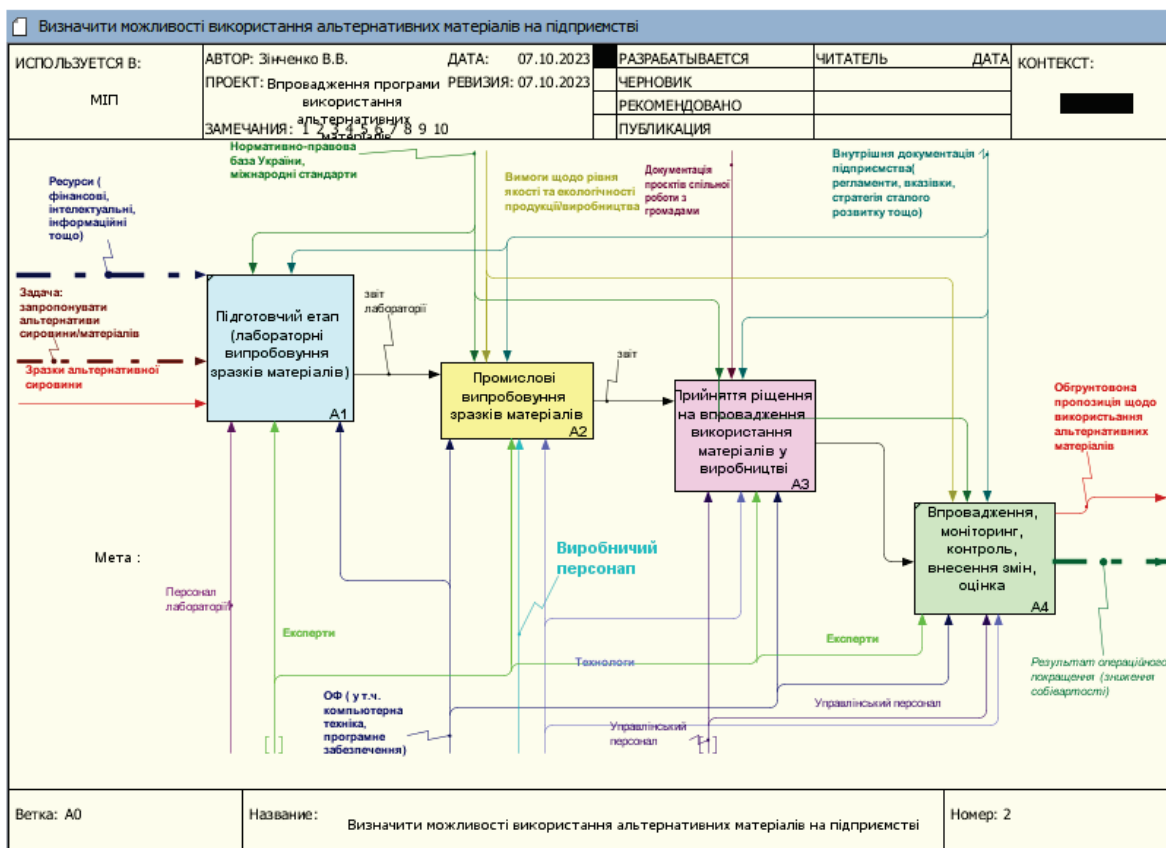 Визначити можливості використання альтернативних матеріалів на підприємстві
ИСПОЛЬЗУЕТСЯ В:
МІП
АВТОР: Зінченко В.В.
ДАТА: 07.10.2023
ПРОЕКТ: Впровадження програми
використання
альтернативних
матеріалів
РЕВИЗИЯ: 07.10.2023
ЗАМЕЧАНИЯ: 1 2 3 4 5 6 7 8 9 10
РАЗРАБАТЫВАЕТСЯ
ЧЕРНОВИК
РЕКОМЕНДОВАНО
ПУБЛИКАЦИЯ
ЧИТАТЕЛЬ
ДАТА
КОНТЕКСТ:
Нормативно-правова
база України,
міжнародні стандарти
Вимоги щодо рівня
якості та екологічності
продукції/виробництва
Документація
проєктів спільної
роботи з
громадами
Внутрішня документація
підприємства(
регламенти, вказівки,
стратегія сталого
розвитку тощо)
Ресурси (
фінансові,
інтелектуальні,
інформаційні
тощо)
Задача:
запропонувати
альтернативи
сировини/матеріалів
Зразки альтернативної
сировини
Підготовчий етап
(лабораторні
випробовування
зразків матеріалів)
A1
звіт
лабораторії
Промислові
випробовування
зразків матеріалів
A2
звіт
Прийняття ріщення
на впровадження
використання
матеріалів у
виробництві
A3
Обгрунтовона
пропозиція щодо
використьання
альтернативних
матеріалів
Впровадження,
моніторинг,
контроль,
внесення змін,
оцінка
A4
Мета :
Виробничий
персонап
Персонал
лабораторії
Експерти
Технологи
Експерти
Результат операційного
покращення (зниження
собівартості)
ОФ ( у т.ч.
компьютерна
техніка,
програмне
забезпечення)
Управлінський
персонал
Управлінський персонал
Ветка: A0
Название:
Визначити можливості використання альтернативних матеріалів на підприємстві
Номер: 2